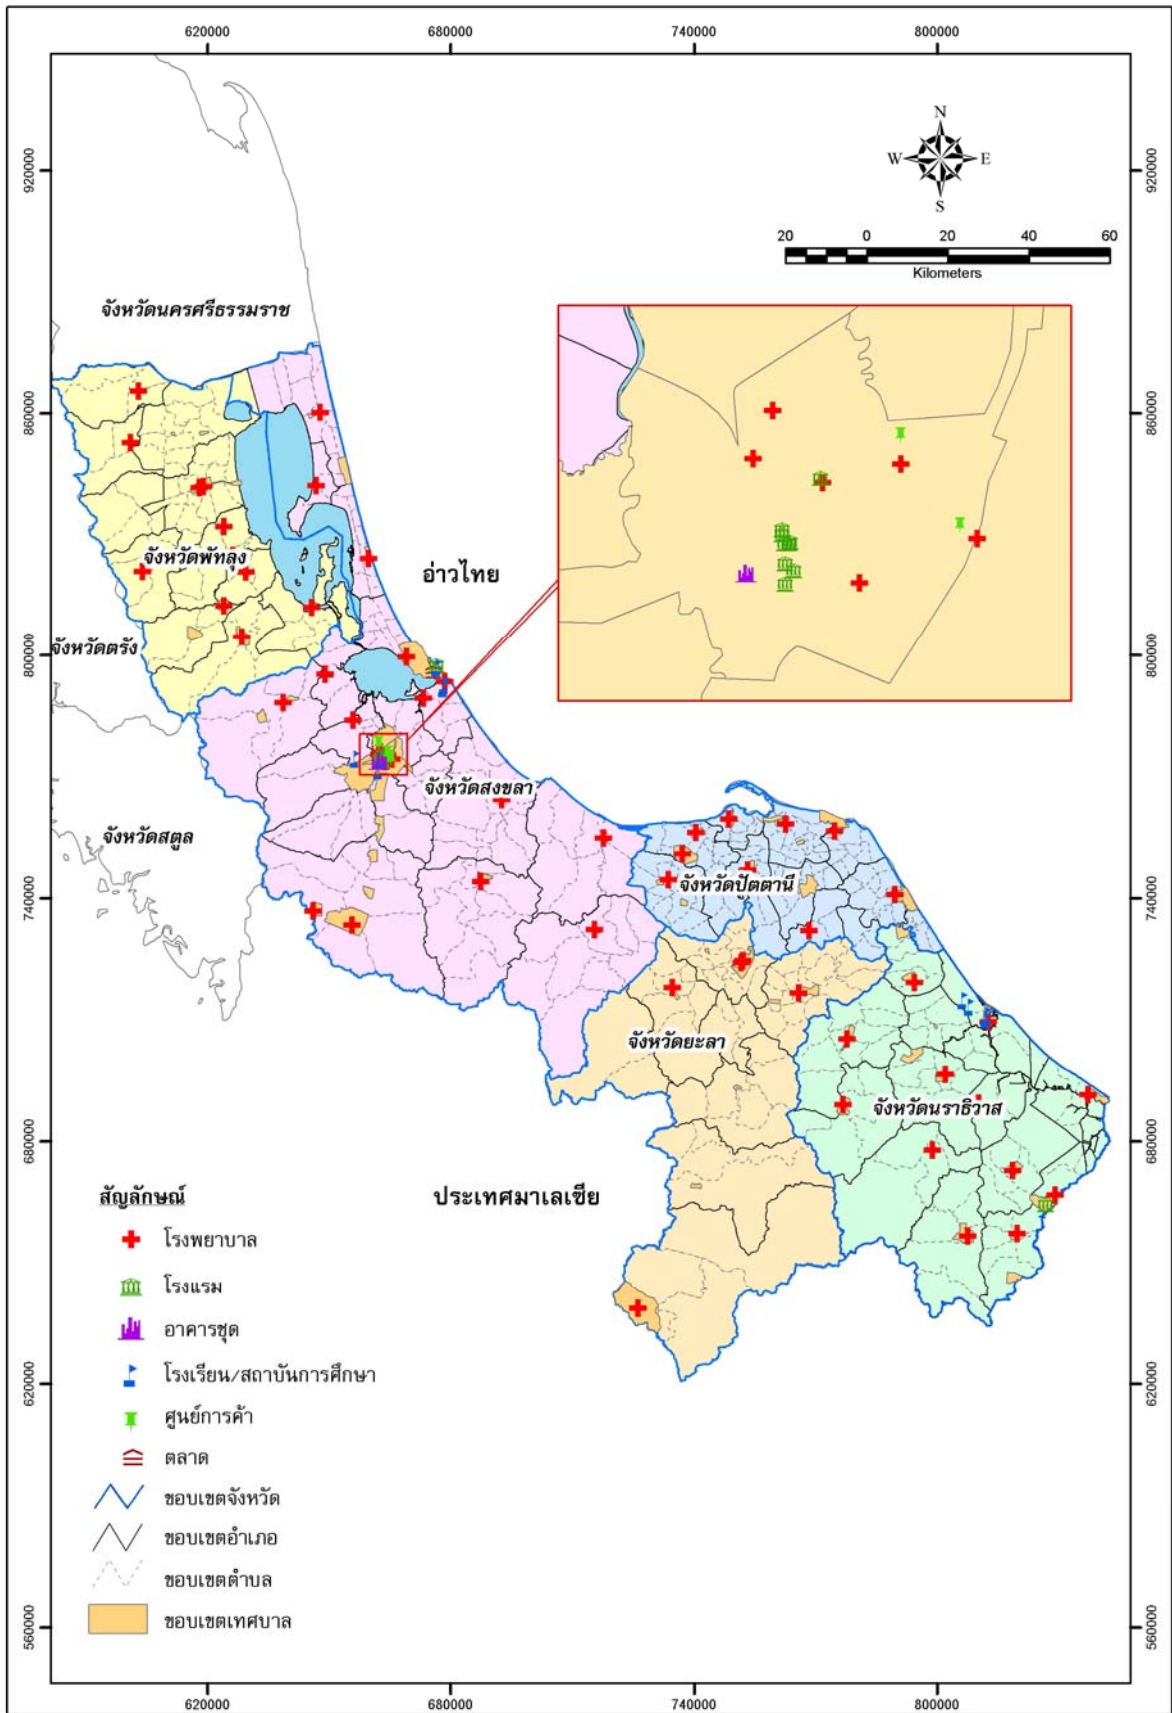 620000
680000
740000
800000
N
W
E
S
920000
920000
20
0
20
40
60
Kilometers
จังหวัดนครศรีธรรมราช
860000
860000
จังหวัดพัทลุง
อ่าวไทย
จังหวัดตรัง
800000
800000
จังหวัดสงขลา
จังหวัดสตูล
จังหวัดปัตตานี
740000
740000
จังหวัดยะลา
จังหวัดนราธิวาส
680000
680000
ประเทศมาเลเซีย
สัญลักษณ์
โรงพยาบาล
โรงแรม
อาคารชุด
โรงเรียน/สถาบันการศึกษา
620000
620000
ศูนย์การค้า
ตลาด
ขอบเขตจังหวัด
ขอบเขตอำเภอ
ขอบเขตตำบล
ขอบเขตเทศบาล
560000
560000
620000
680000
740000
800000